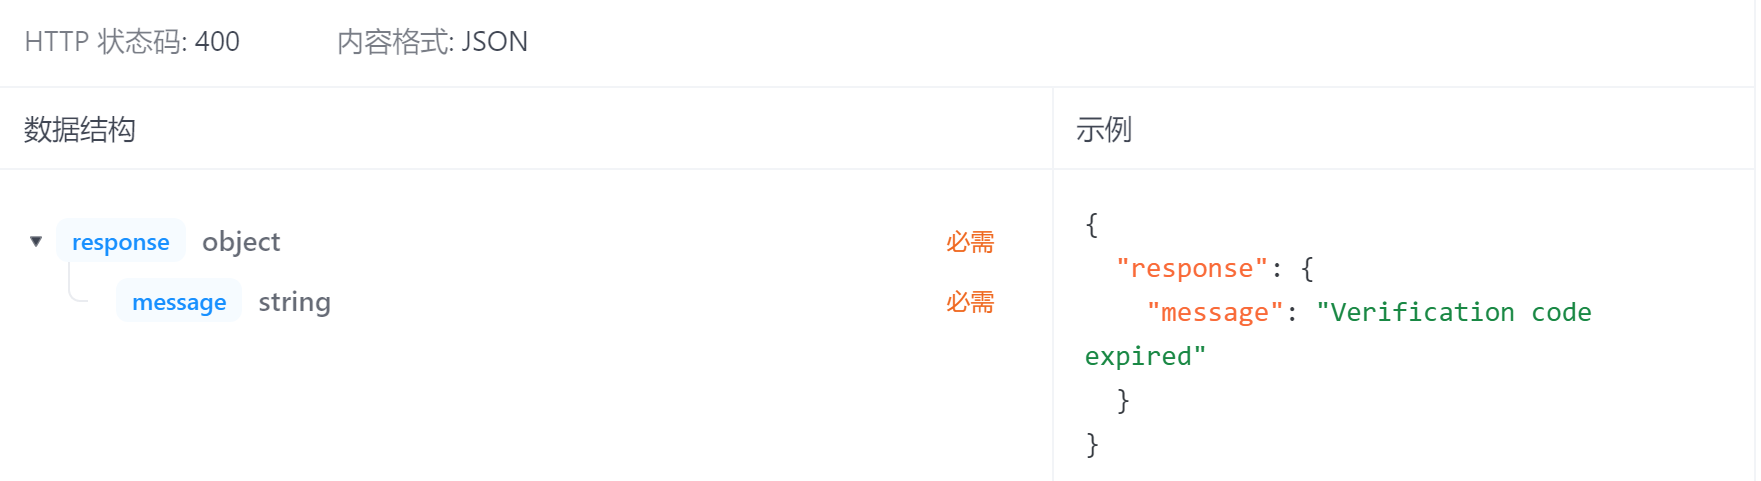 HTTP 状态码: 400 内容格式: JSON
数据结构
response object 必需
message string 必需
示例
{
"response": {
"message": "Verification code
expired"
}
}